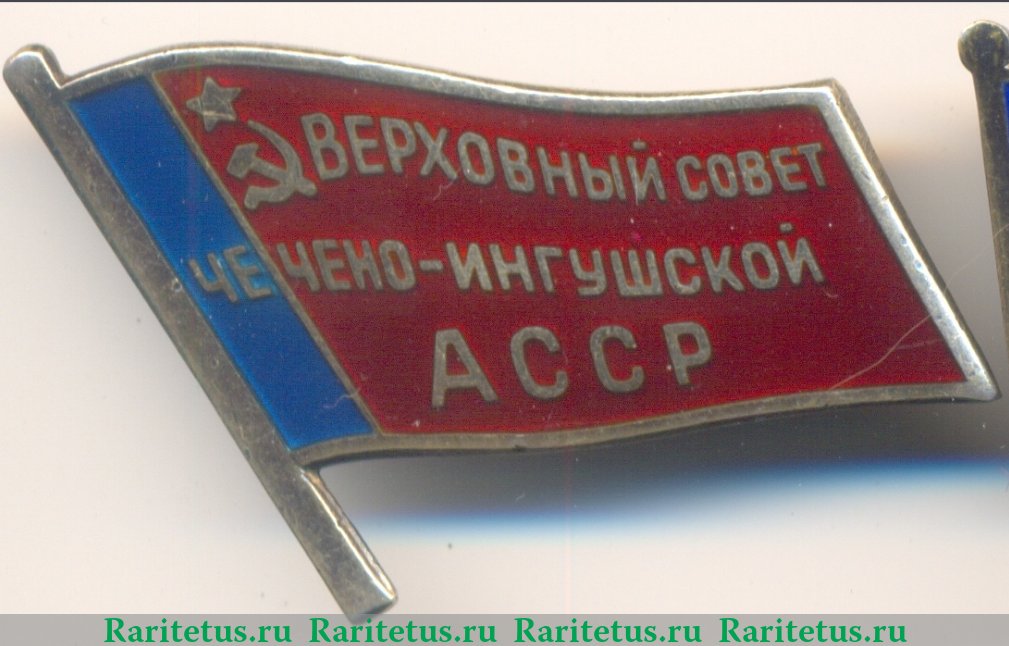 ВЕРХОВНЫЙ СОВЕТ
ЧЕЧЕНО-ИНГУШСКОЙ
АССР
Raritetus.ru Raritetus.ru Raritetus.ru Raritetus.ru